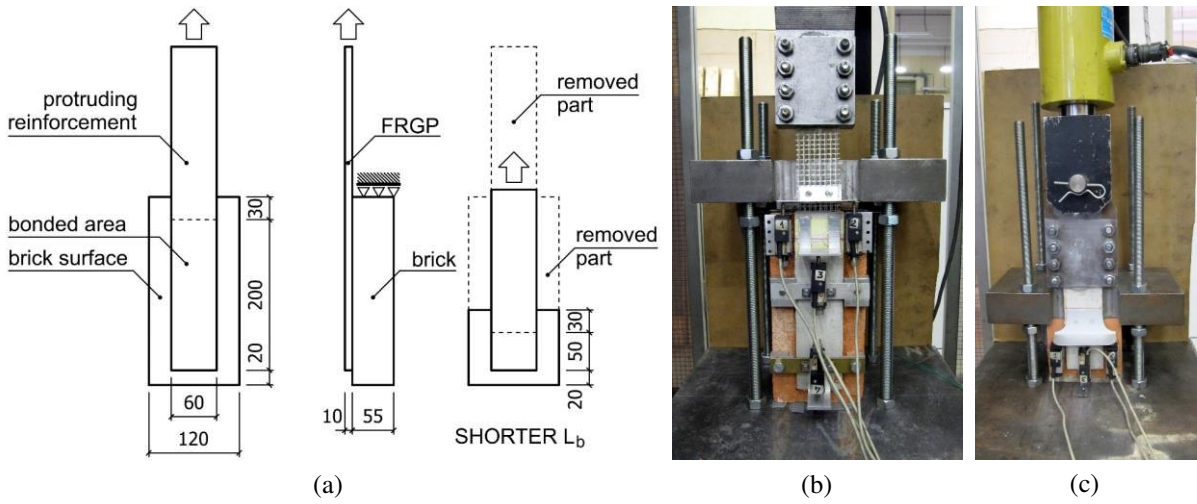 protruding
reinforcement
bonded area
brick surface
60
120
30
200
20
FRGP
brick
10
55
removed
part
removed
part
30
50
20
SHORTER Lb
(a)
3
(b)
(c)